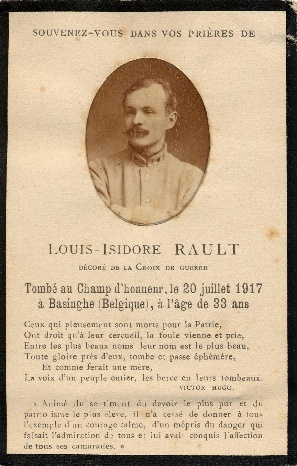 SOUVENEZ-VOUS DANS VOS PRIÈRES DE
LOUIS-ISIDORE RAULT
DÉCORÉ DE LA CROIX DE GUERRE
Tombé au Champ d'honneur, le 20 juillet 1917
à Basinghe (Belgique), à l'âge de 33 ans
Ceux qui pieusement sont morts pour la Patrie,
Ont droit qu'à leur cercueil, la foule vienne et prie,
Entre les plus beaux noms leur nom est le plus beau,
Toute gloire près d'eux, tombe et passe éphémère,
Et comme ferait une mère,
La voix d'un peuple entier, les berce en leurs tombeaux.
VICTOR HUGO.
« Animé du sentiment du devoir le plus pur et du
patriotisme le plus élevé, il n'a cessé de donner à tous
l'exemple d'un courage calme, d'un mépris du danger qui
faisait l'admiration de tous et lui avait conquis l'affection
de tous ses camarades. »